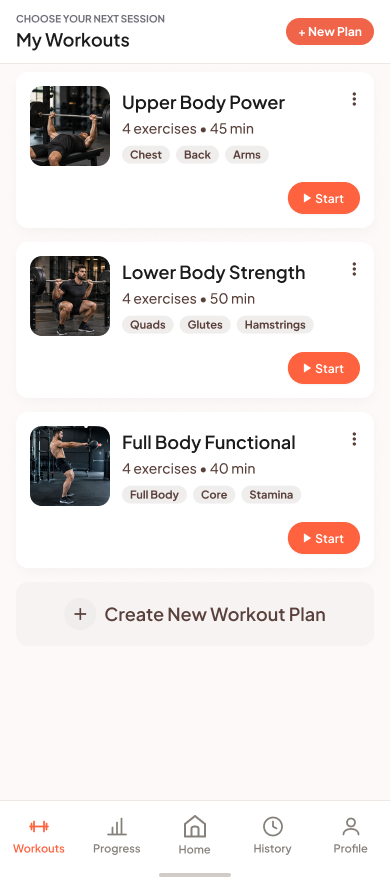 CHOOSE YOUR NEXT SESSION
My Workouts
+ New Plan
Upper Body Power
4 exercises • 45 min
Chest Back Arms
Start
Lower Body Strength
4 exercises • 50 min
Quads Glutes Hamstrings
Start
Full Body Functional
4 exercises • 40 min
Full Body Core Stamina
Start
+ Create New Workout Plan
Workouts Progress Home History Profile